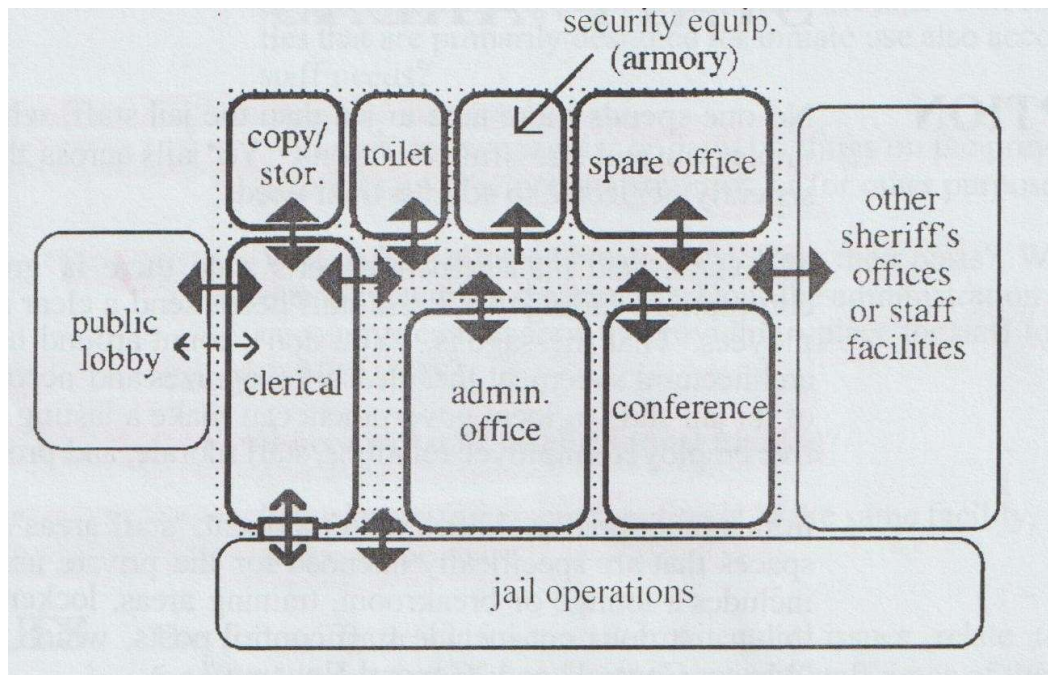 security equip
(armory)
copy/
stor.
toilet
spare office
other
sheriff's
offices
or staff
facilities
public
lobby
clerical
admin.
office
conference
jail operations